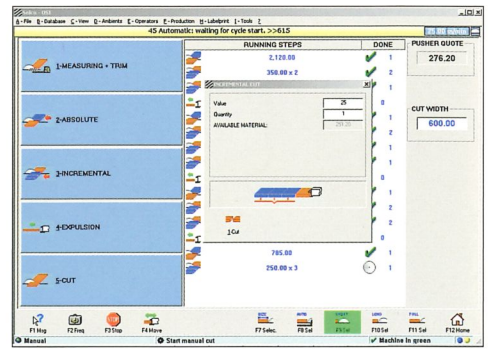 A - File D - Database C - View D - Ambiente E - Operators P - Production H - Labelprint I - Tools ?
45 Automatic: waiting for cycle start. >>615
RUNNING STEPS
DONE
PUSHER QUOTE
276.20
1-MEASURING + TRIM
2,120.00
1
350.00 x 2
2
INCREMENTAL CUT
Value
25
Quantity
1
AVAILABLE MATERIAL:
0
1
2
1
1
0
1
2
2
0
CUT WIDTH
600.00
2-ABSOLUTE
3-INCREMENTAL
4-EXPULSION
1 Cut
785.00
1
250.00 x 3
1
5-CUT
F1 Msg
F2 Freq
STOP
F3 Stop
F4 Move
F7 Selec.
F8 Sel
F9 Sel
F10 Sel
F11 Sel
F12 Home
Manual
Start manual cut
Machine in green